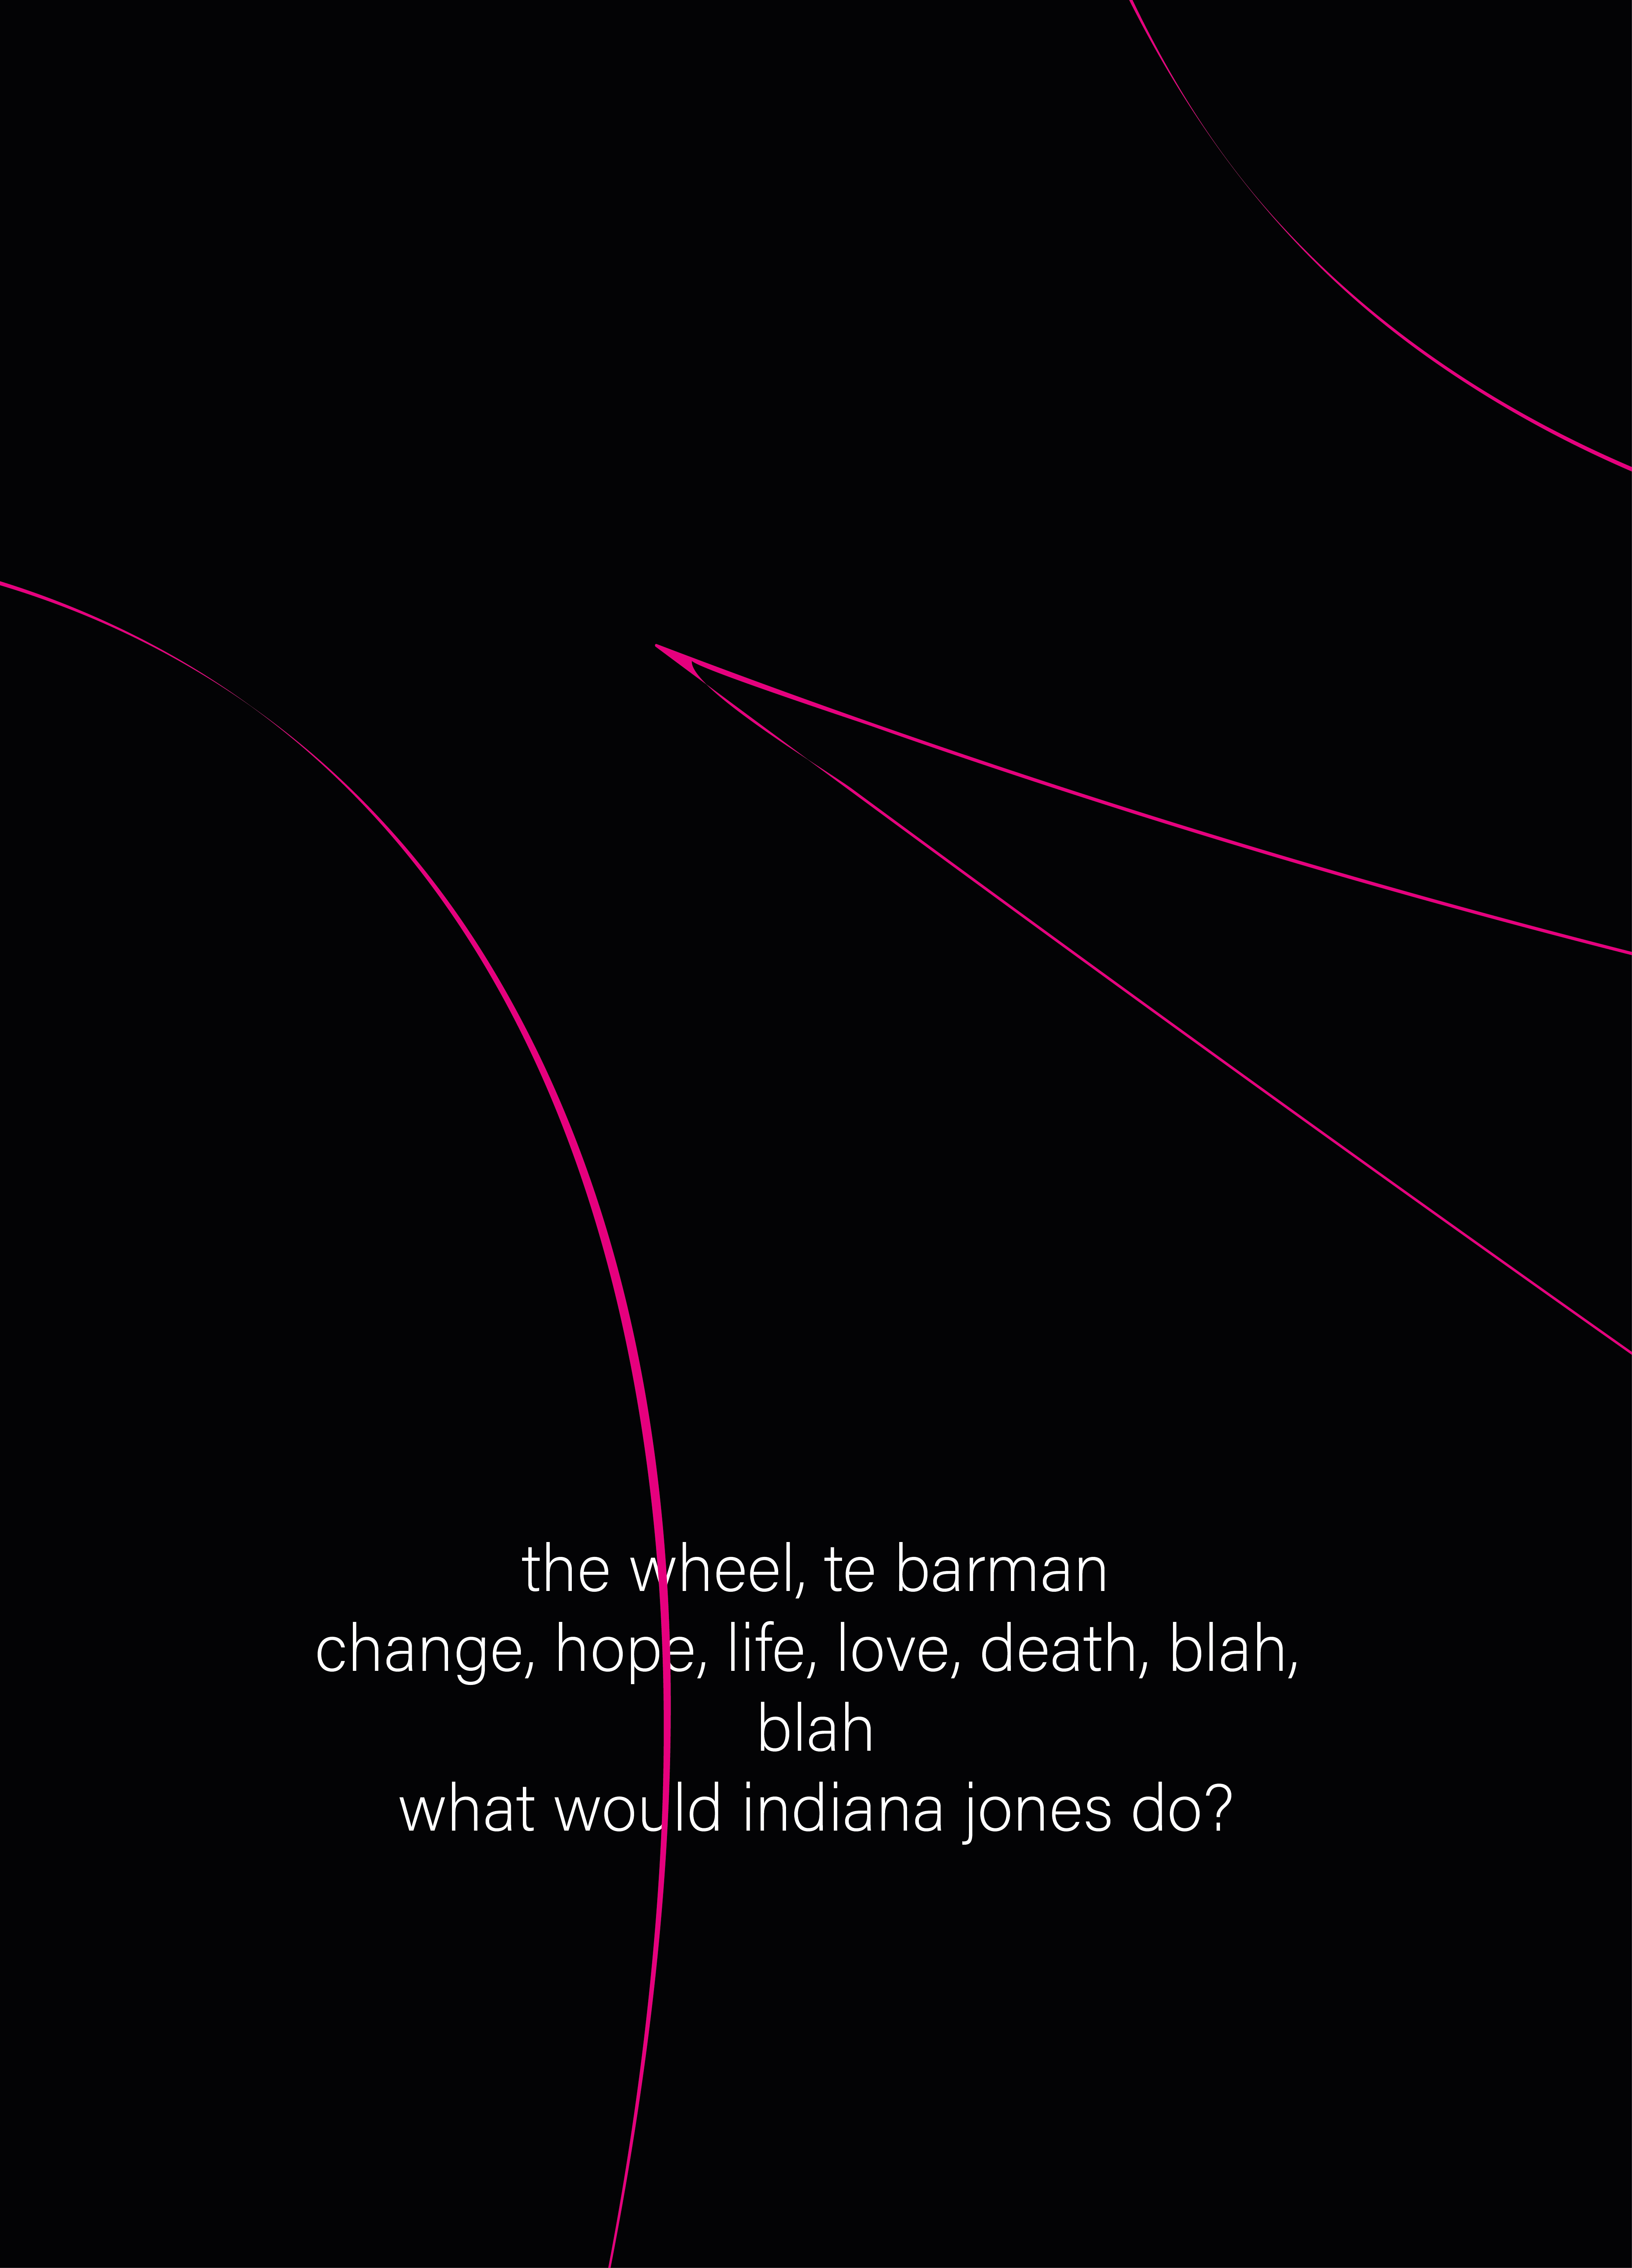 the wheel, te barman
change, hope, life, love, death, blah,
blah
what would indiana jones do?